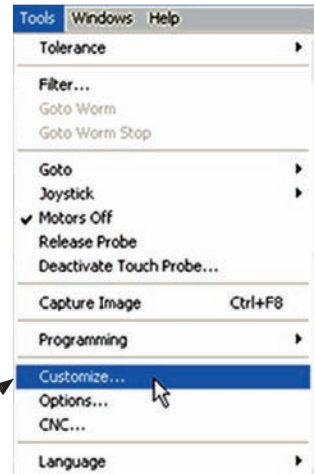 Tools Windows Help
Tolerance
Filter...
Goto Worm
Goto Worm Stop
Goto
Joystick
Motors Off
Release Probe
Deactivate Touch Probe...
Capture Image Ctrl+F8
Programming
Customize...
Options...
CNC...
Language